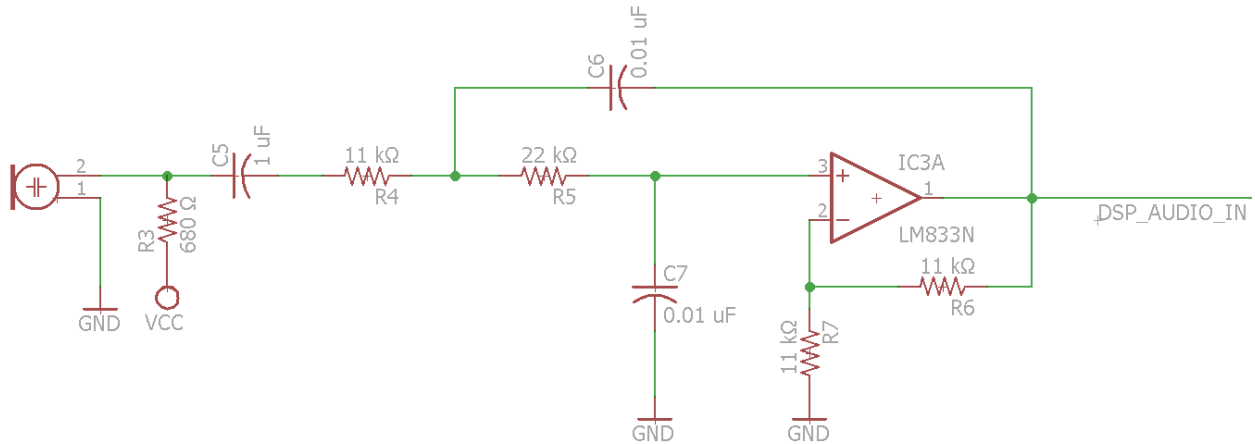 C6
0.01 uF
C5
1 uF
11 kΩ
R4
22 kΩ
R5
2
1
R3
680 Ω
GND
VCC
C7
0.01 uF
GND
3
2
1
IC3A
LM833N
DSP_AUDIO_IN
11 kΩ
R6
11 kΩ
R7
GND